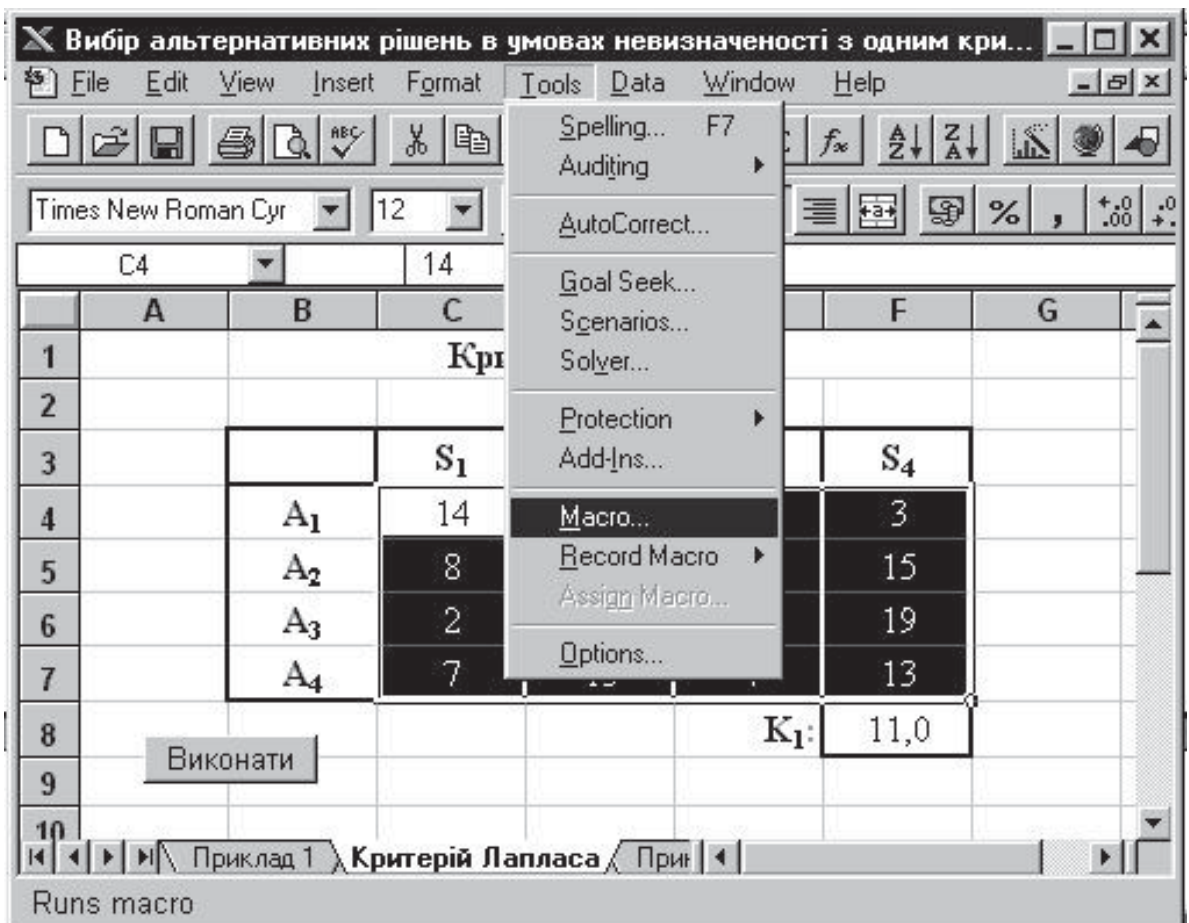 Вибір альтернативних рішень в умовах невизначеності з одним кри...
File Edit View Insert Format Tools Data Window Help
Times New Roman Cyr 12 % ,
C4 14
A B C F G
1
2
3 S1 S4
4 A1 14 3
5 A2 8 15
6 A3 2 19
7 A4 7 13
8 K1: 11,0
9
10
Spelling... F7
Auditing
AutoCorrect...
Goal Seek...
Scenarios...
Solver...
Protection
Add-Ins...
Macro...
Record Macro
Assign Macro...
Options...
Виконати
Приклад 1 Критерій Лапласа
Runs macro